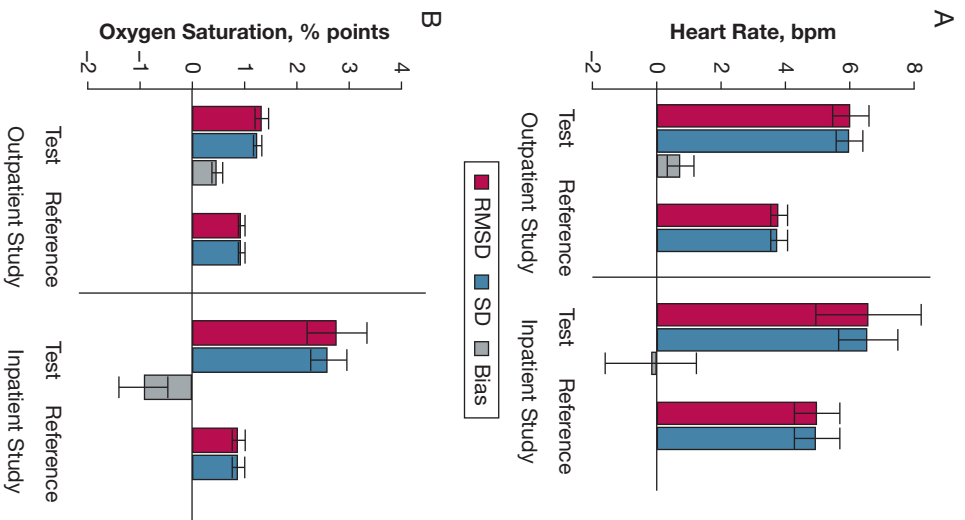 A
Heart Rate, bpm
8
6
4
2
0
−2
Test
Reference
Test
Reference
Outpatient Study
Inpatient Study
RMSD
SD
Bias
B
Oxygen Saturation, % points
4
3
2
1
0
−1
−2
Test
Reference
Test
Reference
Outpatient Study
Inpatient Study